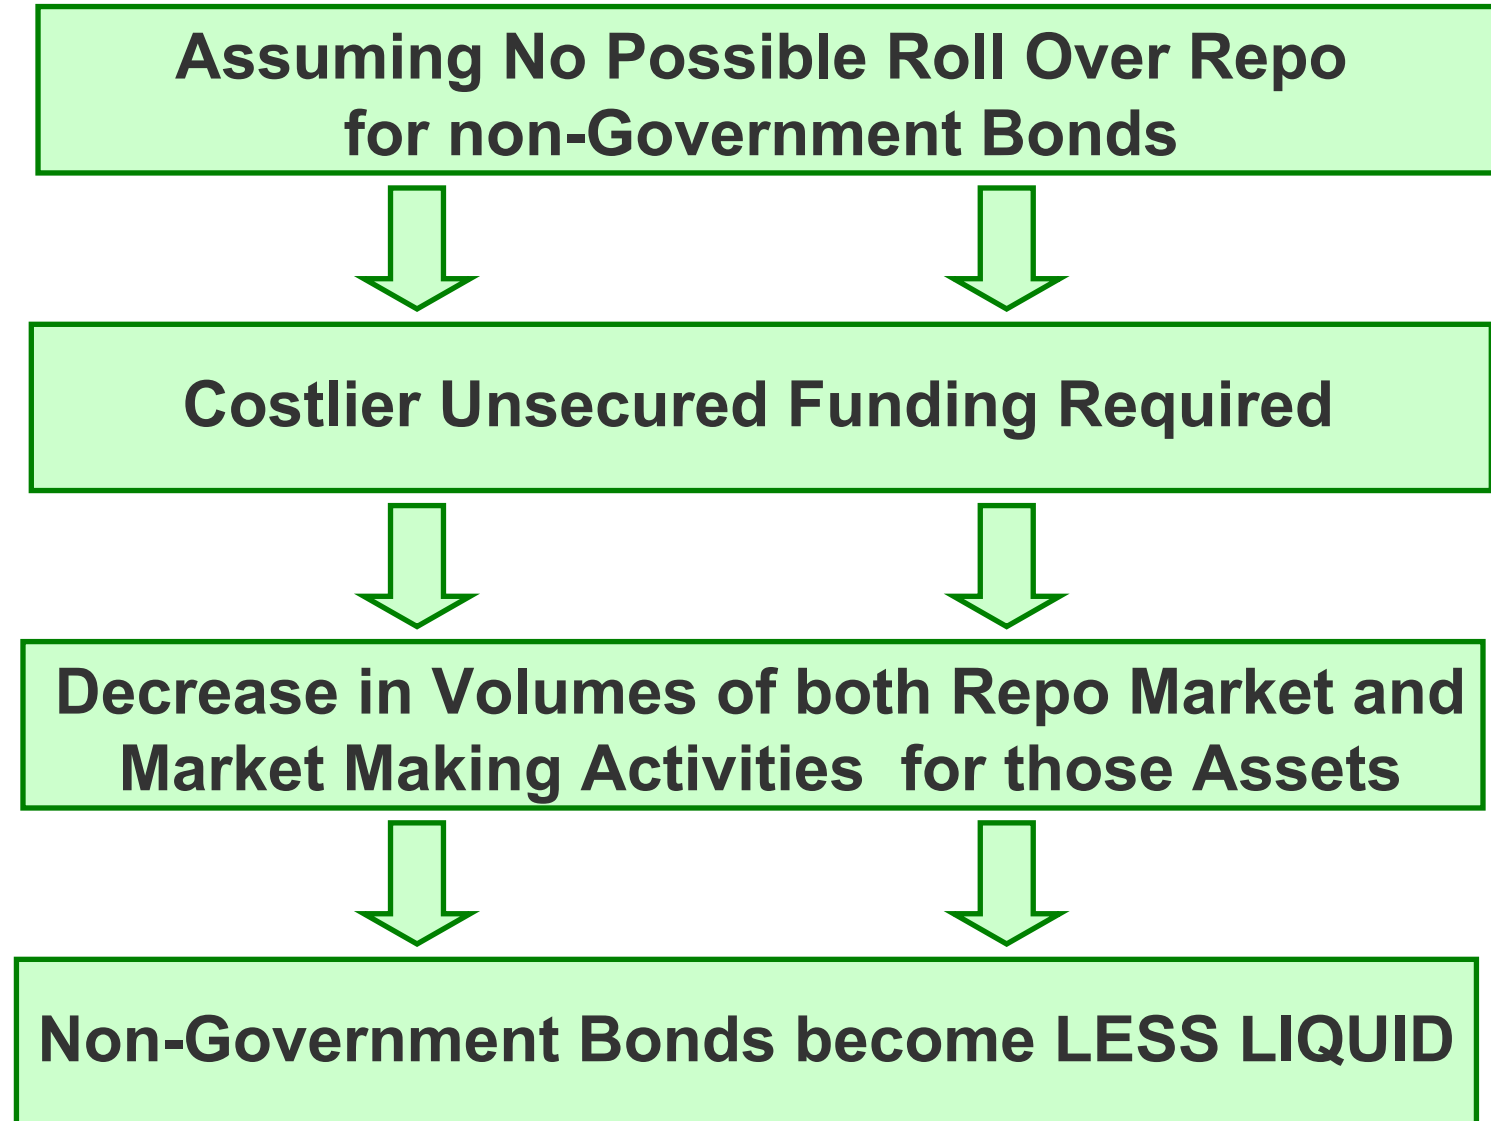 Assuming No Possible Roll Over Repo
for non-Government Bonds
Costlier Unsecured Funding Required
Decrease in Volumes of both Repo Market and
Market Making Activities for those Assets
Non-Government Bonds become LESS LIQUID